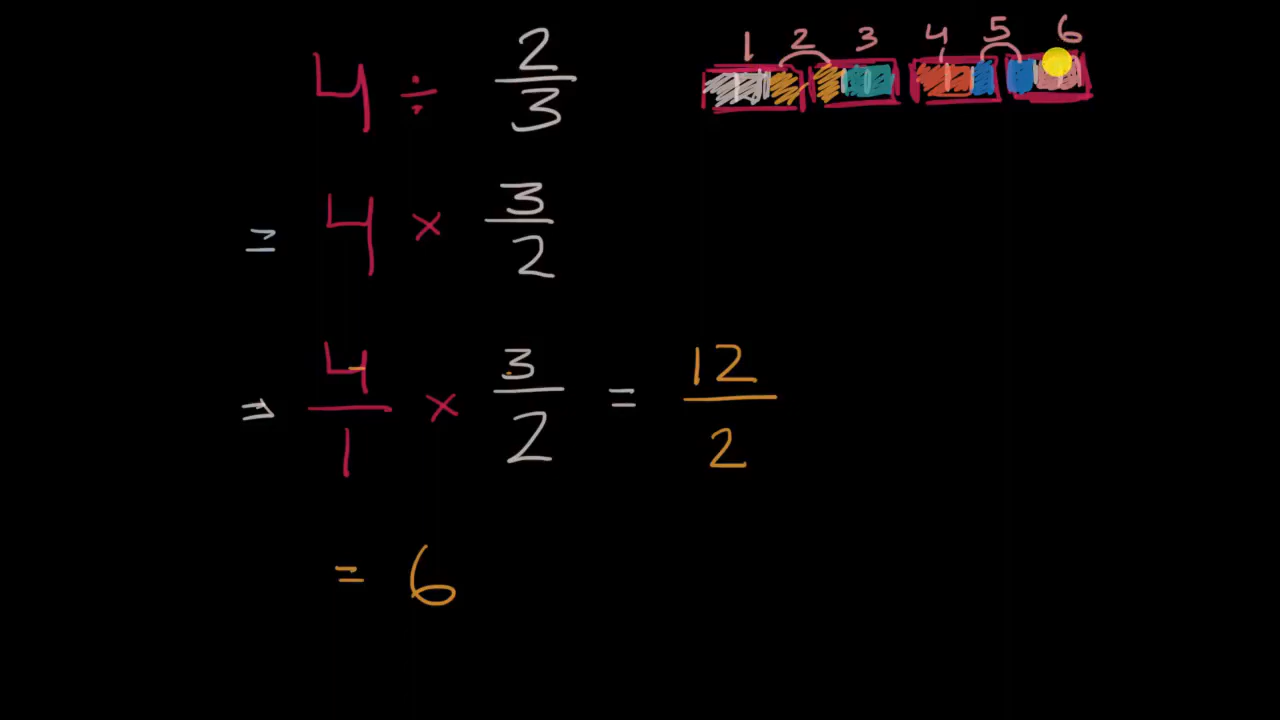 1 2 3 4 5 6
4 ÷ 2/3
= 4 × 3/2
= 4/1 × 3/2 = 12/2
= 6